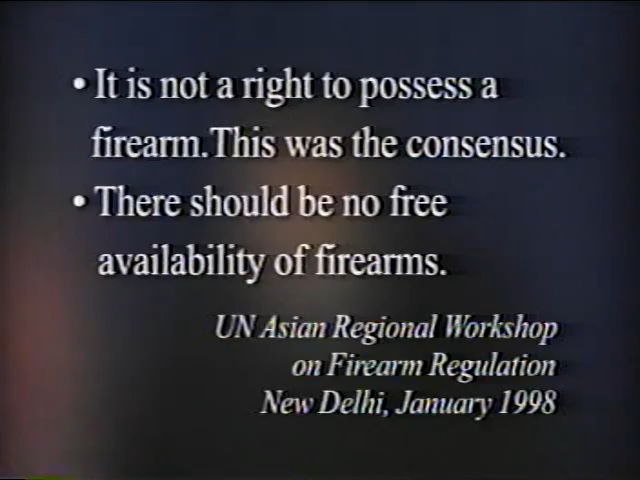 • It is not a right to possess a
firearm.This was the consensus.
• There should be no free
availability of firearms.
UN Asian Regional Workshop
on Firearm Regulation
New Delhi, January 1998